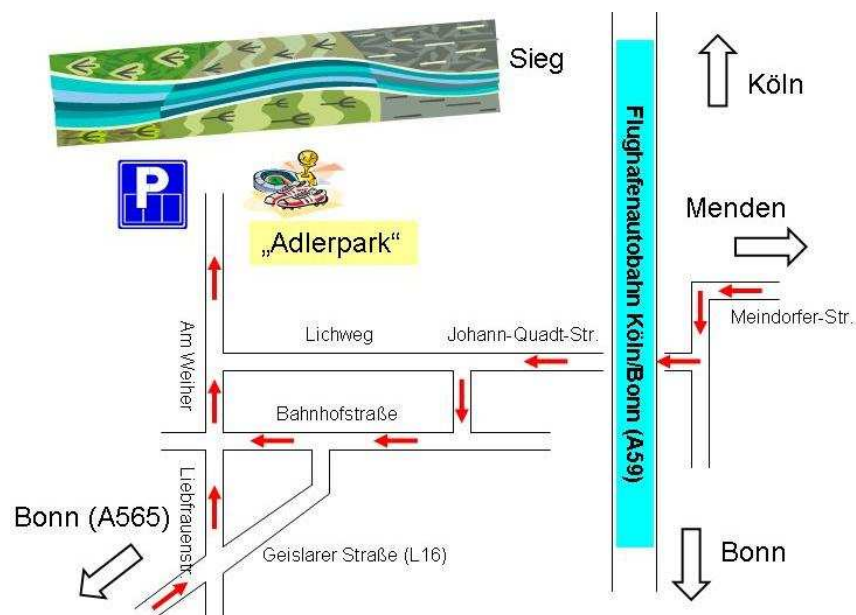 Sieg
Köln
P
„Adlerpark“
Menden
Flughafenautobahn Köln/Bonn (A59)
Meindorfer-Str.
Am Weiher
Lichweg
Johann-Quadt-Str.
Bahnhofstraße
Liebfrauenstr.
Bonn (A565)
Geislarer Straße (L16)
Bonn